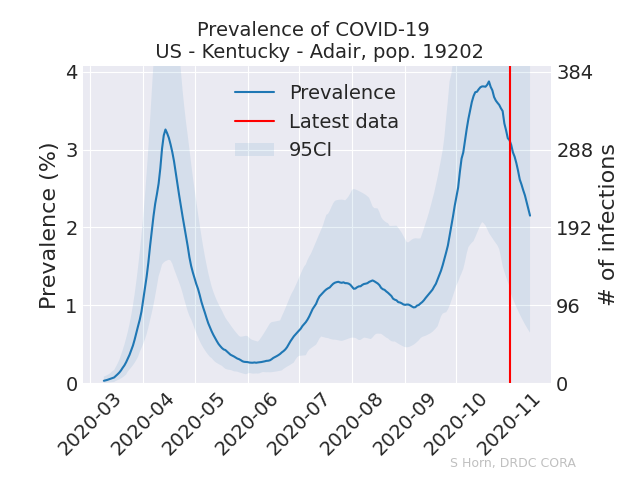 Prevalence of COVID-19
US - Kentucky - Adair, pop. 19202
Prevalence
Latest data
95CI
Prevalence (%)
4
3
2
1
0
384
288
192
96
0
# of infections
2020-03
2020-04
2020-05
2020-06
2020-07
2020-08
2020-09
2020-10
2020-11
S Horn, DRDC CORA